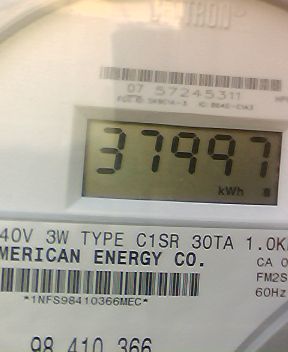 07 57245311
37997
kWh
40V 3W TYPE C1SR 30TA 1.0K
MERICAN ENERGY CO.
CA 0
FM2S
60Hz
*1NFS98410366MEC*
98 410 366